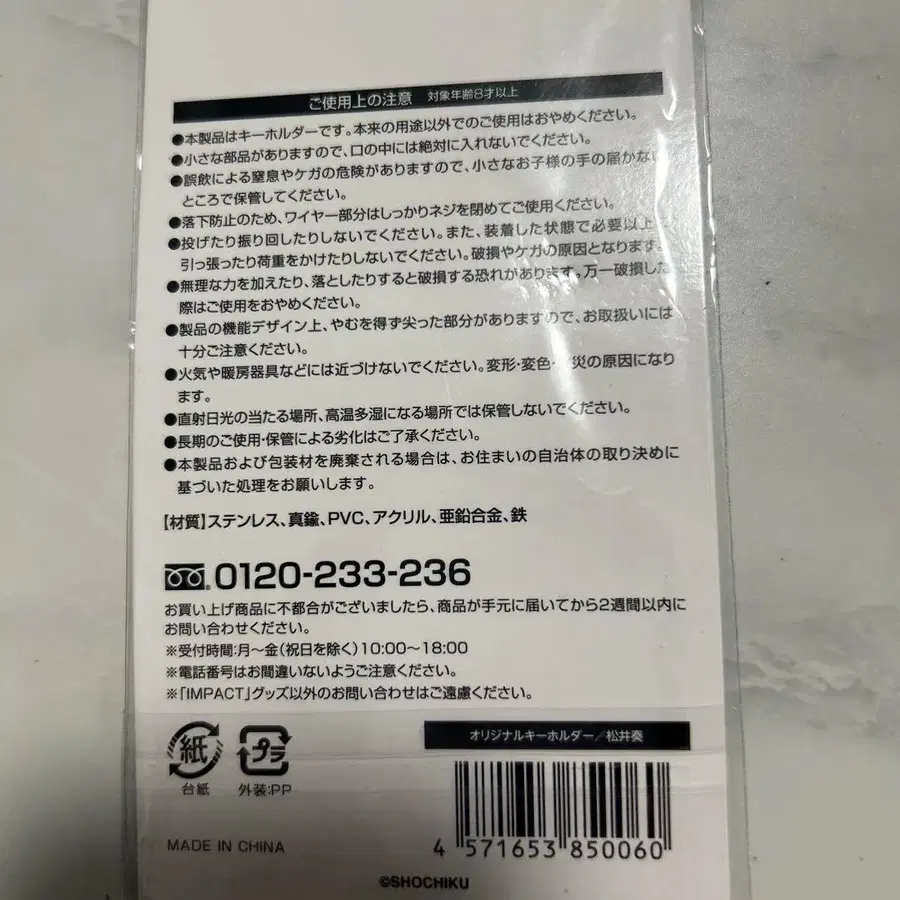 ご使用上の注意 対象年齢8才以上
●本製品はキーホルダーです。本来の用途以外でのご使用はおやめください。
●小さな部品がありますので、口の中には絶対に入れないでください。
●誤飲による窒息やケガの危険がありますので、小さなお子様の手の届かない
ところで保管してください。
●落下防止のため、ワイヤー部分はしっかりネジを閉めてご使用ください。
●投げたり振り回したりしないでください。また、装着した状態で必要以上に
引っ張ったり荷重をかけたりしないでください。破損やケガの原因となります。
●無理な力を加えたり、落としたりすると破損する恐れがあります。万一破損した
際はご使用をおやめください。
●製品の機能デザイン上、やむを得ず尖った部分がありますので、お取扱いには
十分ご注意ください。
●火気や暖房器具などには近づけないでください。変形・変色・災の原因になり
ます。
●直射日光の当たる場所、高温多湿になる場所では保管しないでください。
●長期のご使用・保管による劣化はご了承ください。
●本製品および包装材を廃棄される場合は、お住まいの自治体の取り決めに
基づいた処理をお願いします。
【材質】ステンレス、真鍮、PVC、アクリル、亜鉛合金、鉄
0120-233-236
お買い上げ商品に不都合がございましたら、商品が手元に届いてから2週間以内に
お問い合わせください。
※受付時間:月〜金(祝日を除く)10:00〜18:00
※電話番号はお間違いないようご注意ください。
※「IMPACT」グッズ以外のお問い合わせはご遠慮ください。
紙
台紙
プラ
外装:PP
オリジナルキーホルダー/松井奏
MADE IN CHINA
4 571653 850060
©SHOCHIKU